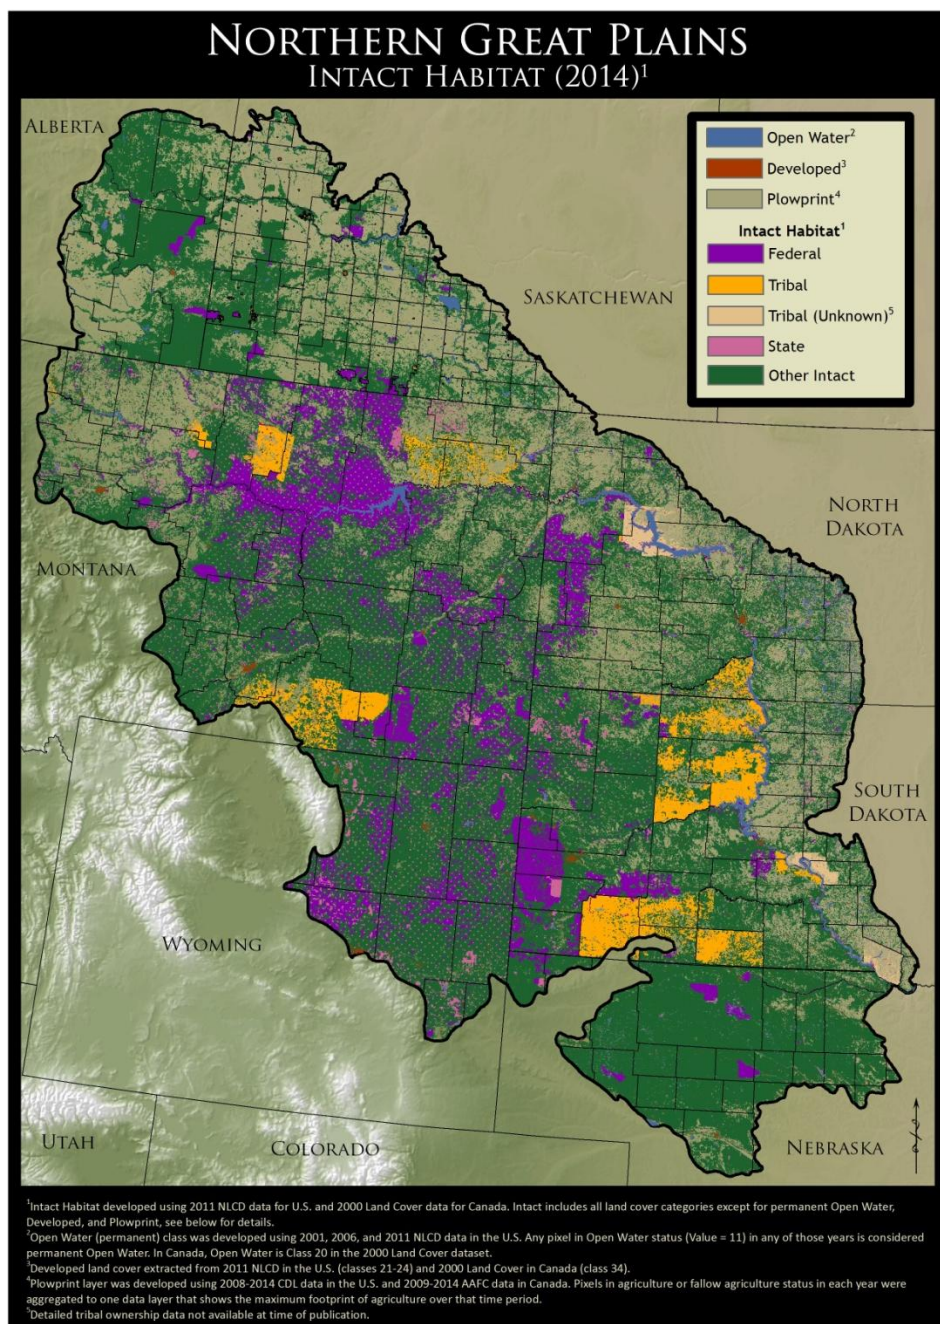 NORTHERN GREAT PLAINS
INTACT HABITAT (2014)¹
ALBERTA
Open Water²
Developed³
Plowprint⁴
Intact Habitat¹
Federal
Tribal
Tribal (Unknown)⁵
State
Other Intact
SASKATCHEWAN
NORTH
DAKOTA
MONTANA
SOUTH
DAKOTA
WYOMING
UTAH
COLORADO
NEBRASKA
¹Intact Habitat developed using 2011 NLCD data for U.S. and 2000 Land Cover data for Canada. Intact includes all land cover categories except for permanent Open Water,
Developed, and Plowprint, see below for details.
²Open Water (permanent) class was developed using 2001, 2006, and 2011 NLCD data in the U.S. Any pixel in Open Water status (Value = 11) in any of those years is considered
permanent Open Water. In Canada, Open Water is Class 20 in the 2000 Land Cover dataset.
³Developed land cover extracted from 2011 NLCD in the U.S. (classes 21-24) and 2000 Land Cover in Canada (class 34).
⁴Plowprint layer was developed using 2008-2014 CDL data in the U.S. and 2009-2014 AAFC data in Canada. Pixels in agriculture or fallow agriculture status in each year were
aggregated to one data layer that shows the maximum footprint of agriculture over that time period.
⁵Detailed tribal ownership data not available at time of publication.